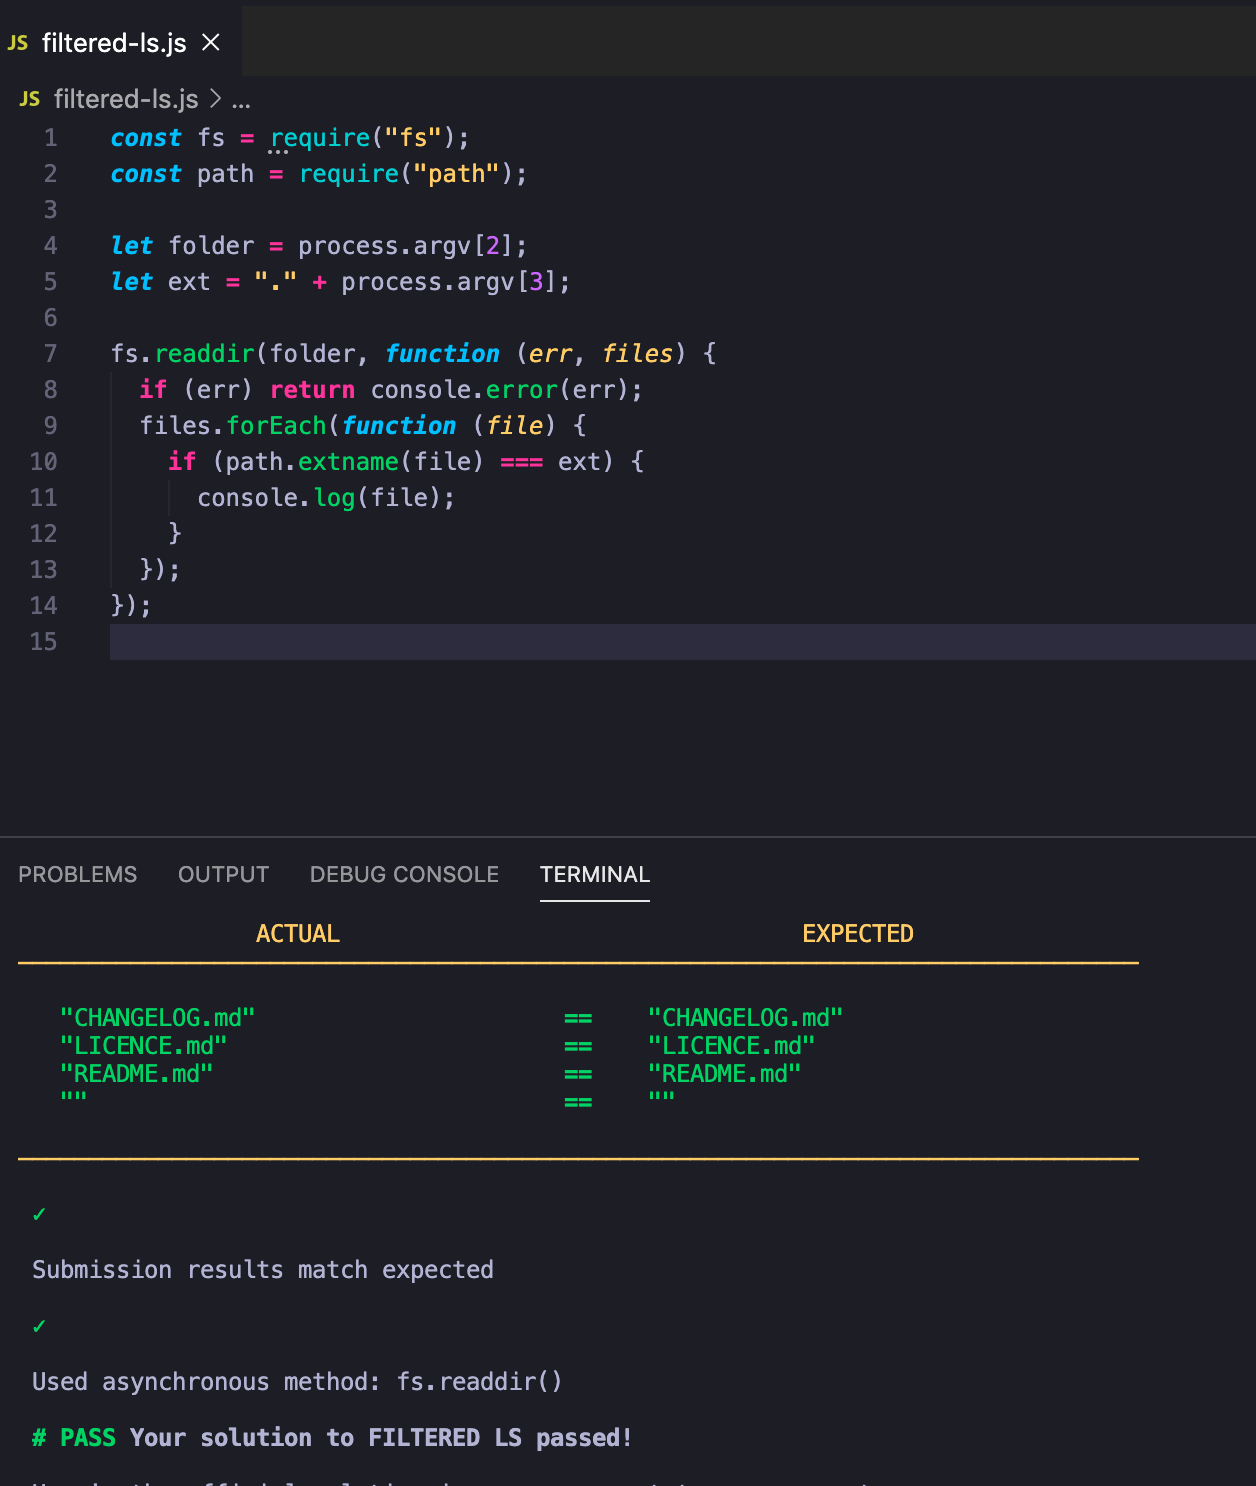 JS filtered-ls.js ×
JS filtered-ls.js > ...
1 const fs = require("fs");
2 const path = require("path");
3
4 let folder = process.argv[2];
5 let ext = "." + process.argv[3];
6
7 fs.readdir(folder, function (err, files) {
8 if (err) return console.error(err);
9 files.forEach(function (file) {
10 if (path.extname(file) === ext) {
11 console.log(file);
12 }
13 });
14 });
15
PROBLEMS OUTPUT DEBUG CONSOLE TERMINAL
ACTUAL EXPECTED
"CHANGELOG.md" == "CHANGELOG.md"
"LICENCE.md" == "LICENCE.md"
"README.md" == "README.md"
"" == ""
✓
Submission results match expected
✓
Used asynchronous method: fs.readdir()
# PASS Your solution to FILTERED LS passed!